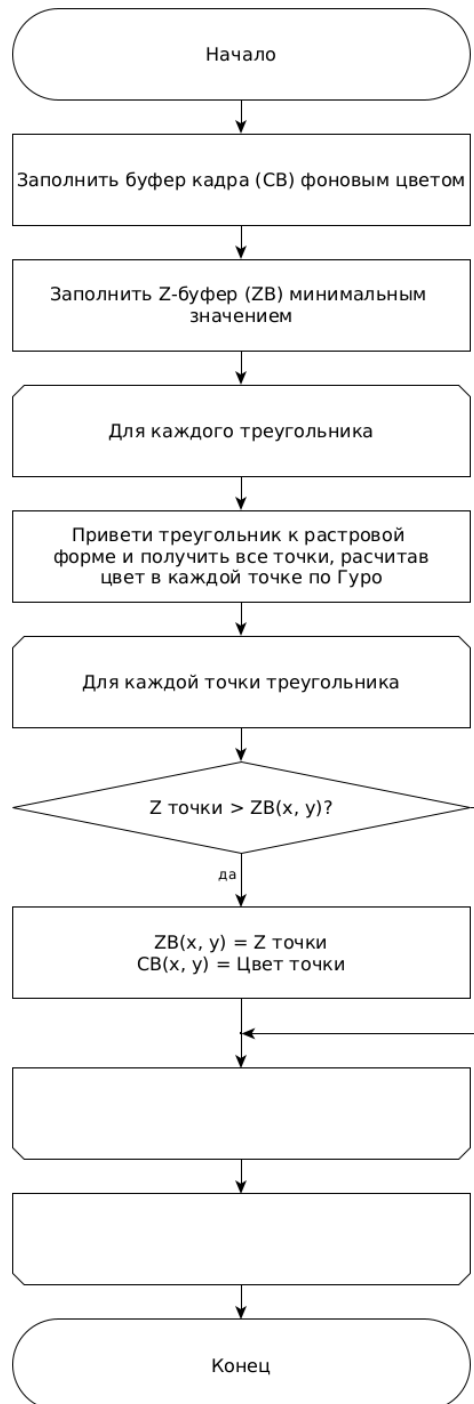 Начало
Заполнить буфер кадра (CB) фоновым цветом
Заполнить Z-буфер (ZB) минимальным
значением
Для каждого треугольника
Привети треугольник к растровой
форме и получить все точки, расчитав
цвет в каждой точке по Гуро
Для каждой точки треугольника
Z точки > ZB(x, y)?
да
ZB(x, y) = Z точки
CB(x, y) = Цвет точки
Конец